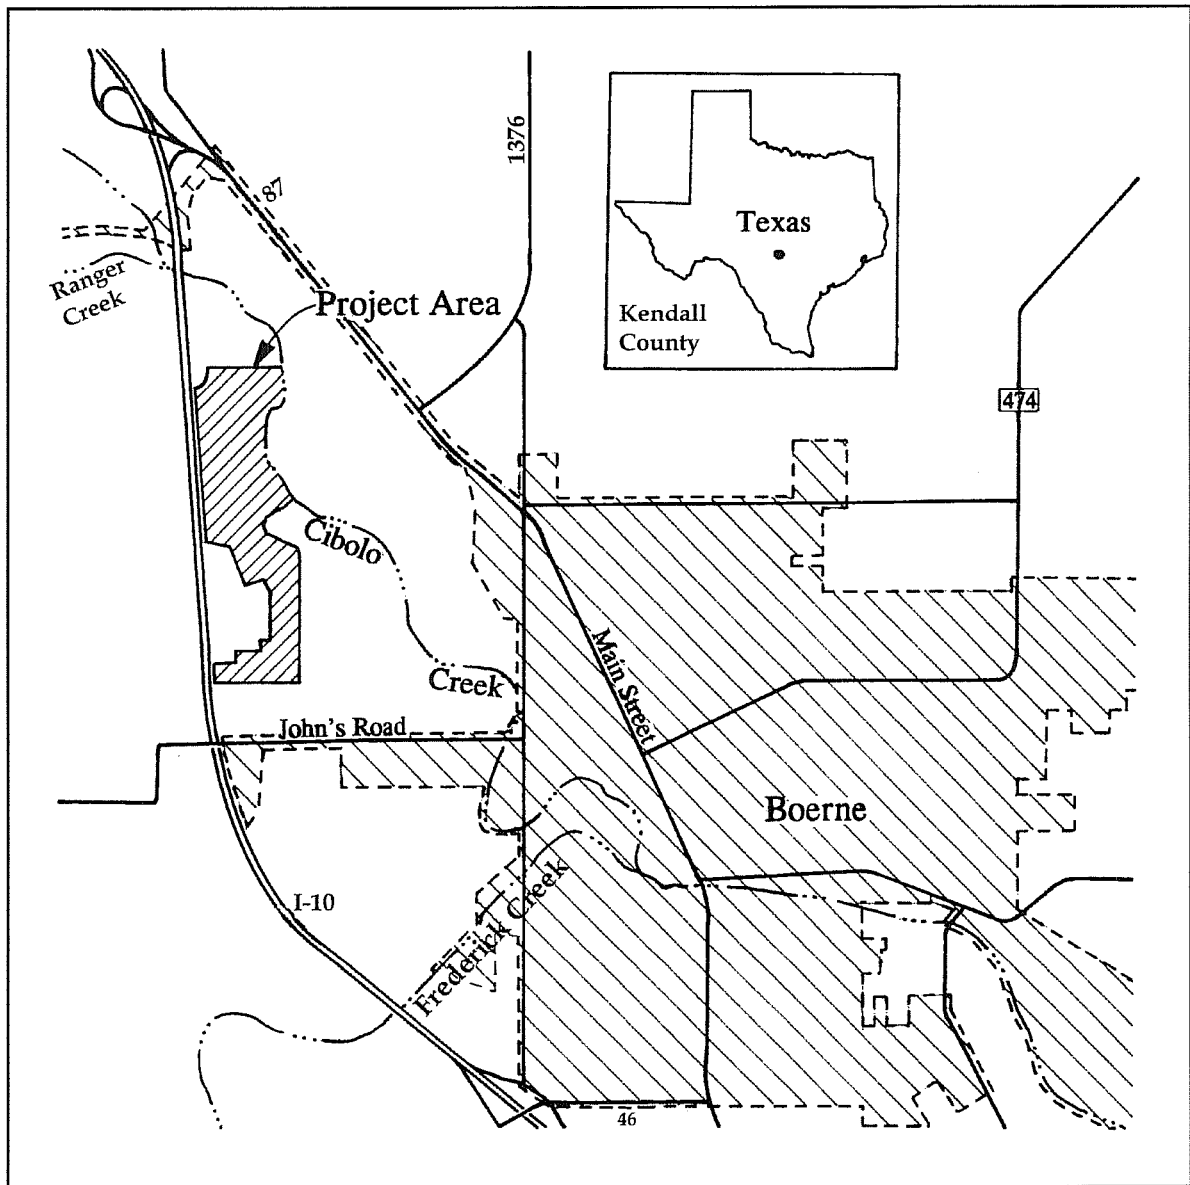 1376
87
Texas
Ranger
Creek
Project Area
Kendall
County
474
Cibolo
Creek
Main Street
John's Road
Boerne
Frederick Creek
I-10
46